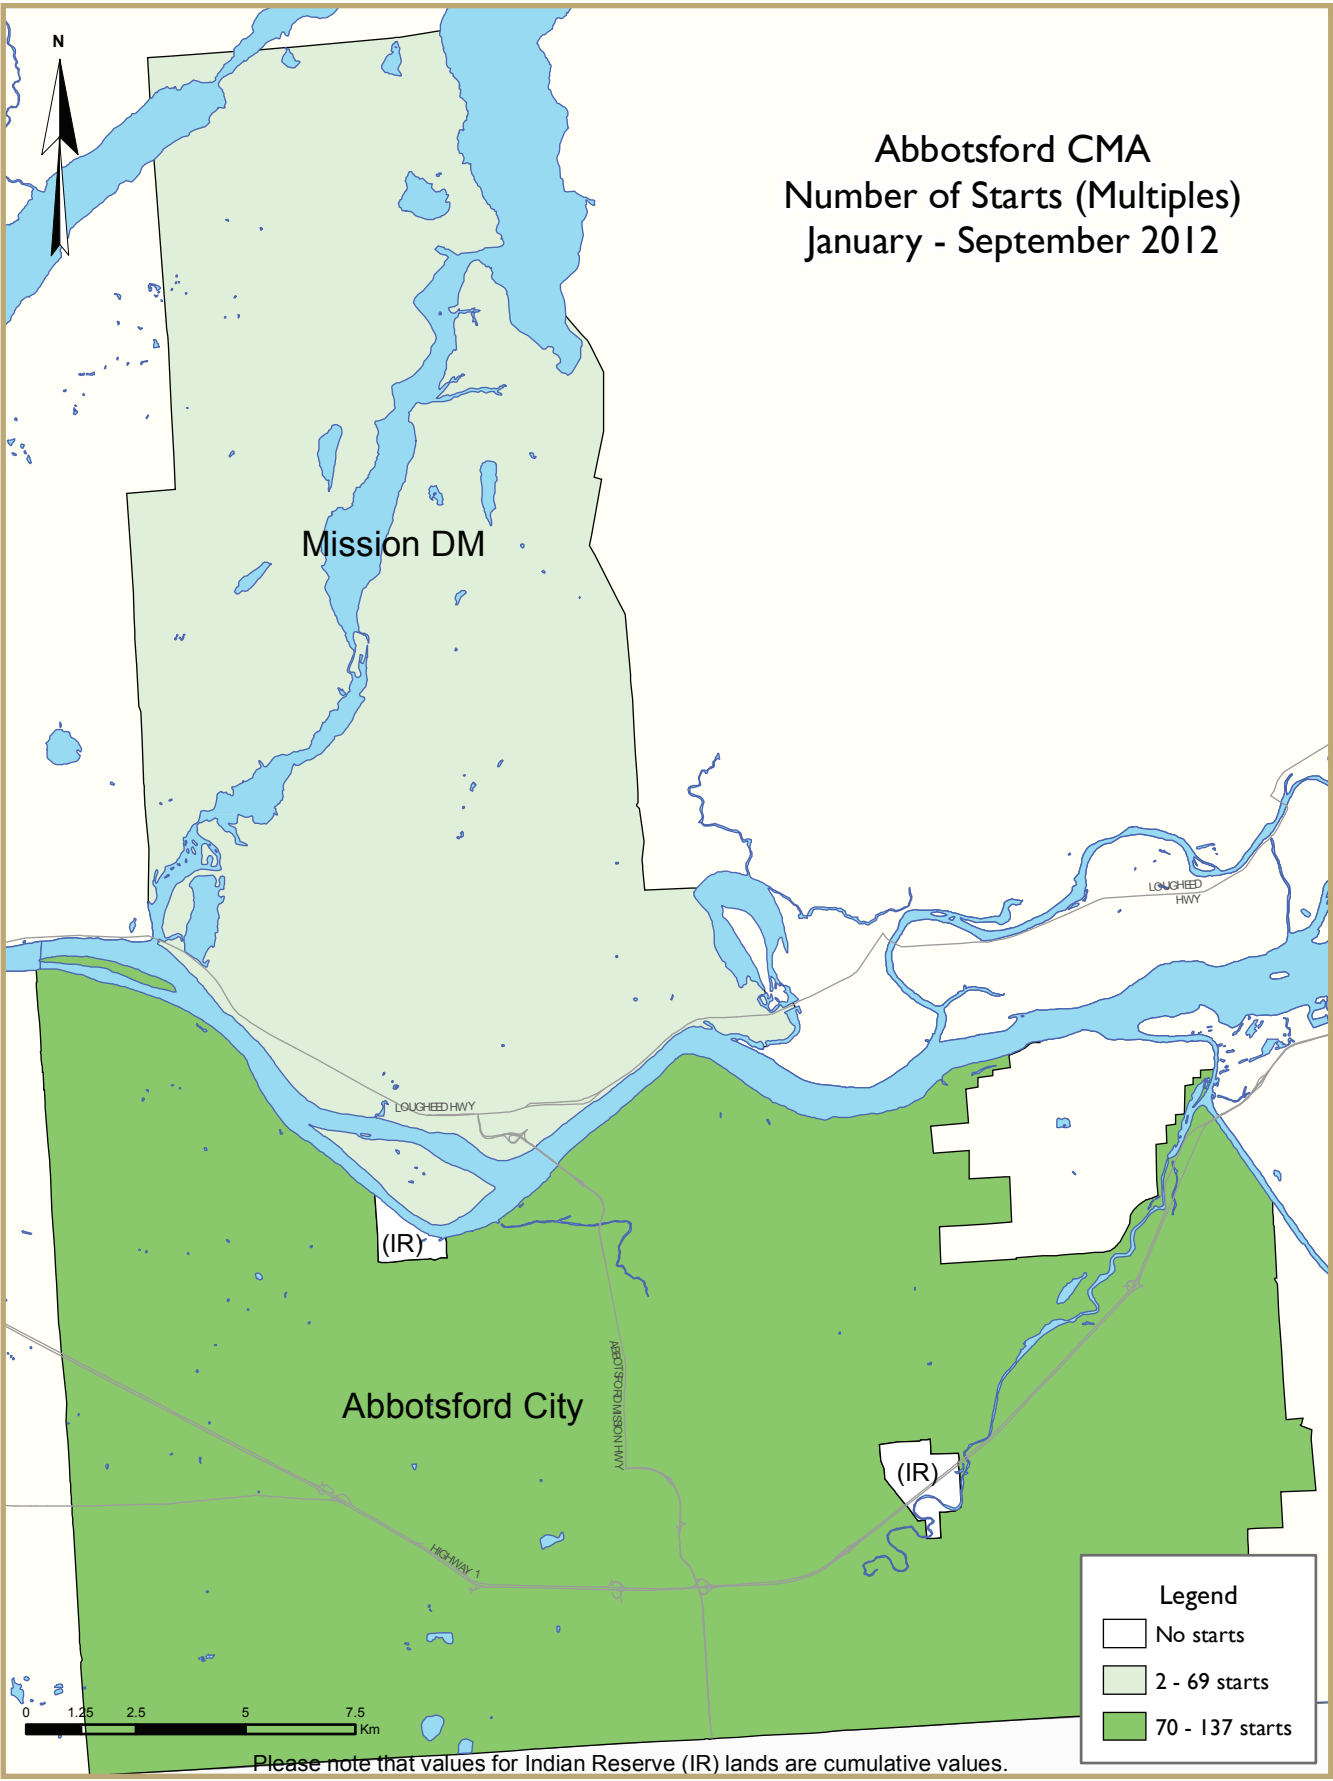 N
Abbotsford CMA
Number of Starts (Multiples)
January - September 2012
Mission DM
LOUGHEED
HWY
LOUGHEED HWY
(IR)
ABBOTSFORD MISSION HWY
Abbotsford City
(IR)
HIGHWAY 1
Legend
No starts
2 - 69 starts
70 - 137 starts
0 1.25 2.5 5 7.5
Km
Please note that values for Indian Reserve (IR) lands are cumulative values.